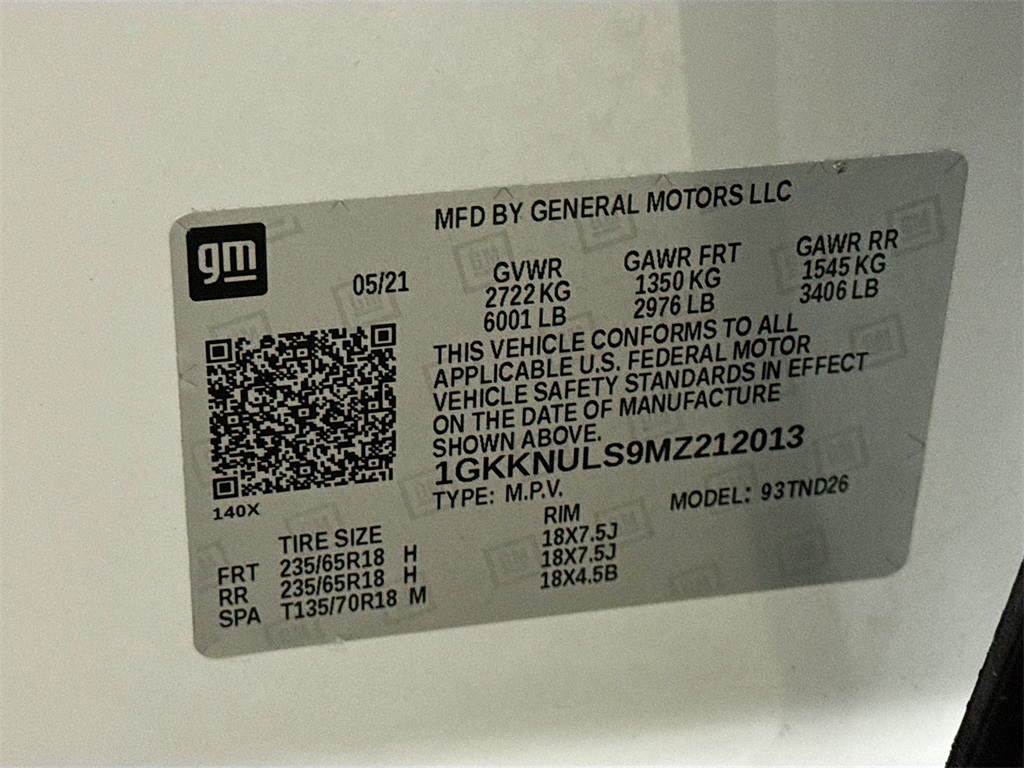 MFD BY GENERAL MOTORS LLC
gm
05/21
GVWR
2722 KG
6001 LB
GAWR FRT
1350 KG
2976 LB
GAWR RR
1545 KG
3406 LB
THIS VEHICLE CONFORMS TO ALL
APPLICABLE U.S. FEDERAL MOTOR
VEHICLE SAFETY STANDARDS IN EFFECT
ON THE DATE OF MANUFACTURE
SHOWN ABOVE.
1GKKNULS9MZ212013
TYPE: M.P.V.
MODEL: 93TND26
140X
TIRE SIZE RIM
FRT 235/65R18 H 18X7.5J
RR 235/65R18 H 18X7.5J
SPA T135/70R18 M 18X4.5B